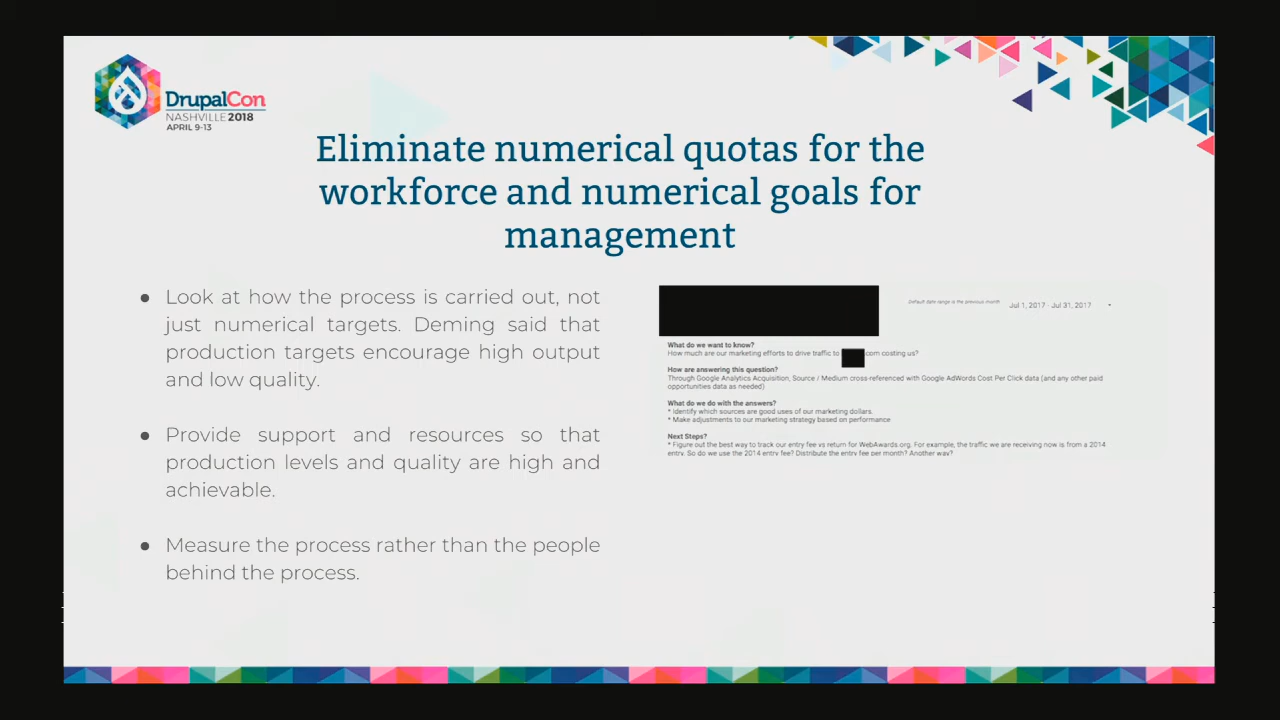 DrupalCon
NASHVILLE 2018
APRIL 9-13
Eliminate numerical quotas for the
workforce and numerical goals for
management
● Look at how the process is carried out, not
just numerical targets. Deming said that
production targets encourage high output
and low quality.
● Provide support and resources so that
production levels and quality are high and
achievable.
● Measure the process rather than the people
behind the process.
Default date range is the previous month
Jul 1, 2017 - Jul 31, 2017
What do we want to know?
How much are our marketing efforts to drive traffic to .com costing us?
How are answering this question?
Through Google Analytics Acquisition, Source / Medium cross-referenced with Google AdWords Cost Per Click data (and any other paid
opportunities data as needed)
What do we do with the answers?
* Identify which sources are good uses of our marketing dollars.
* Make adjustments to our marketing strategy based on performance
Next Steps?
* Figure out the best way to track our entry fee vs return for WebAwards.org. For example, the traffic we are receiving now is from a 2014
entry. So do we use the 2014 entry fee? Distribute the entry fee per month? Another way?